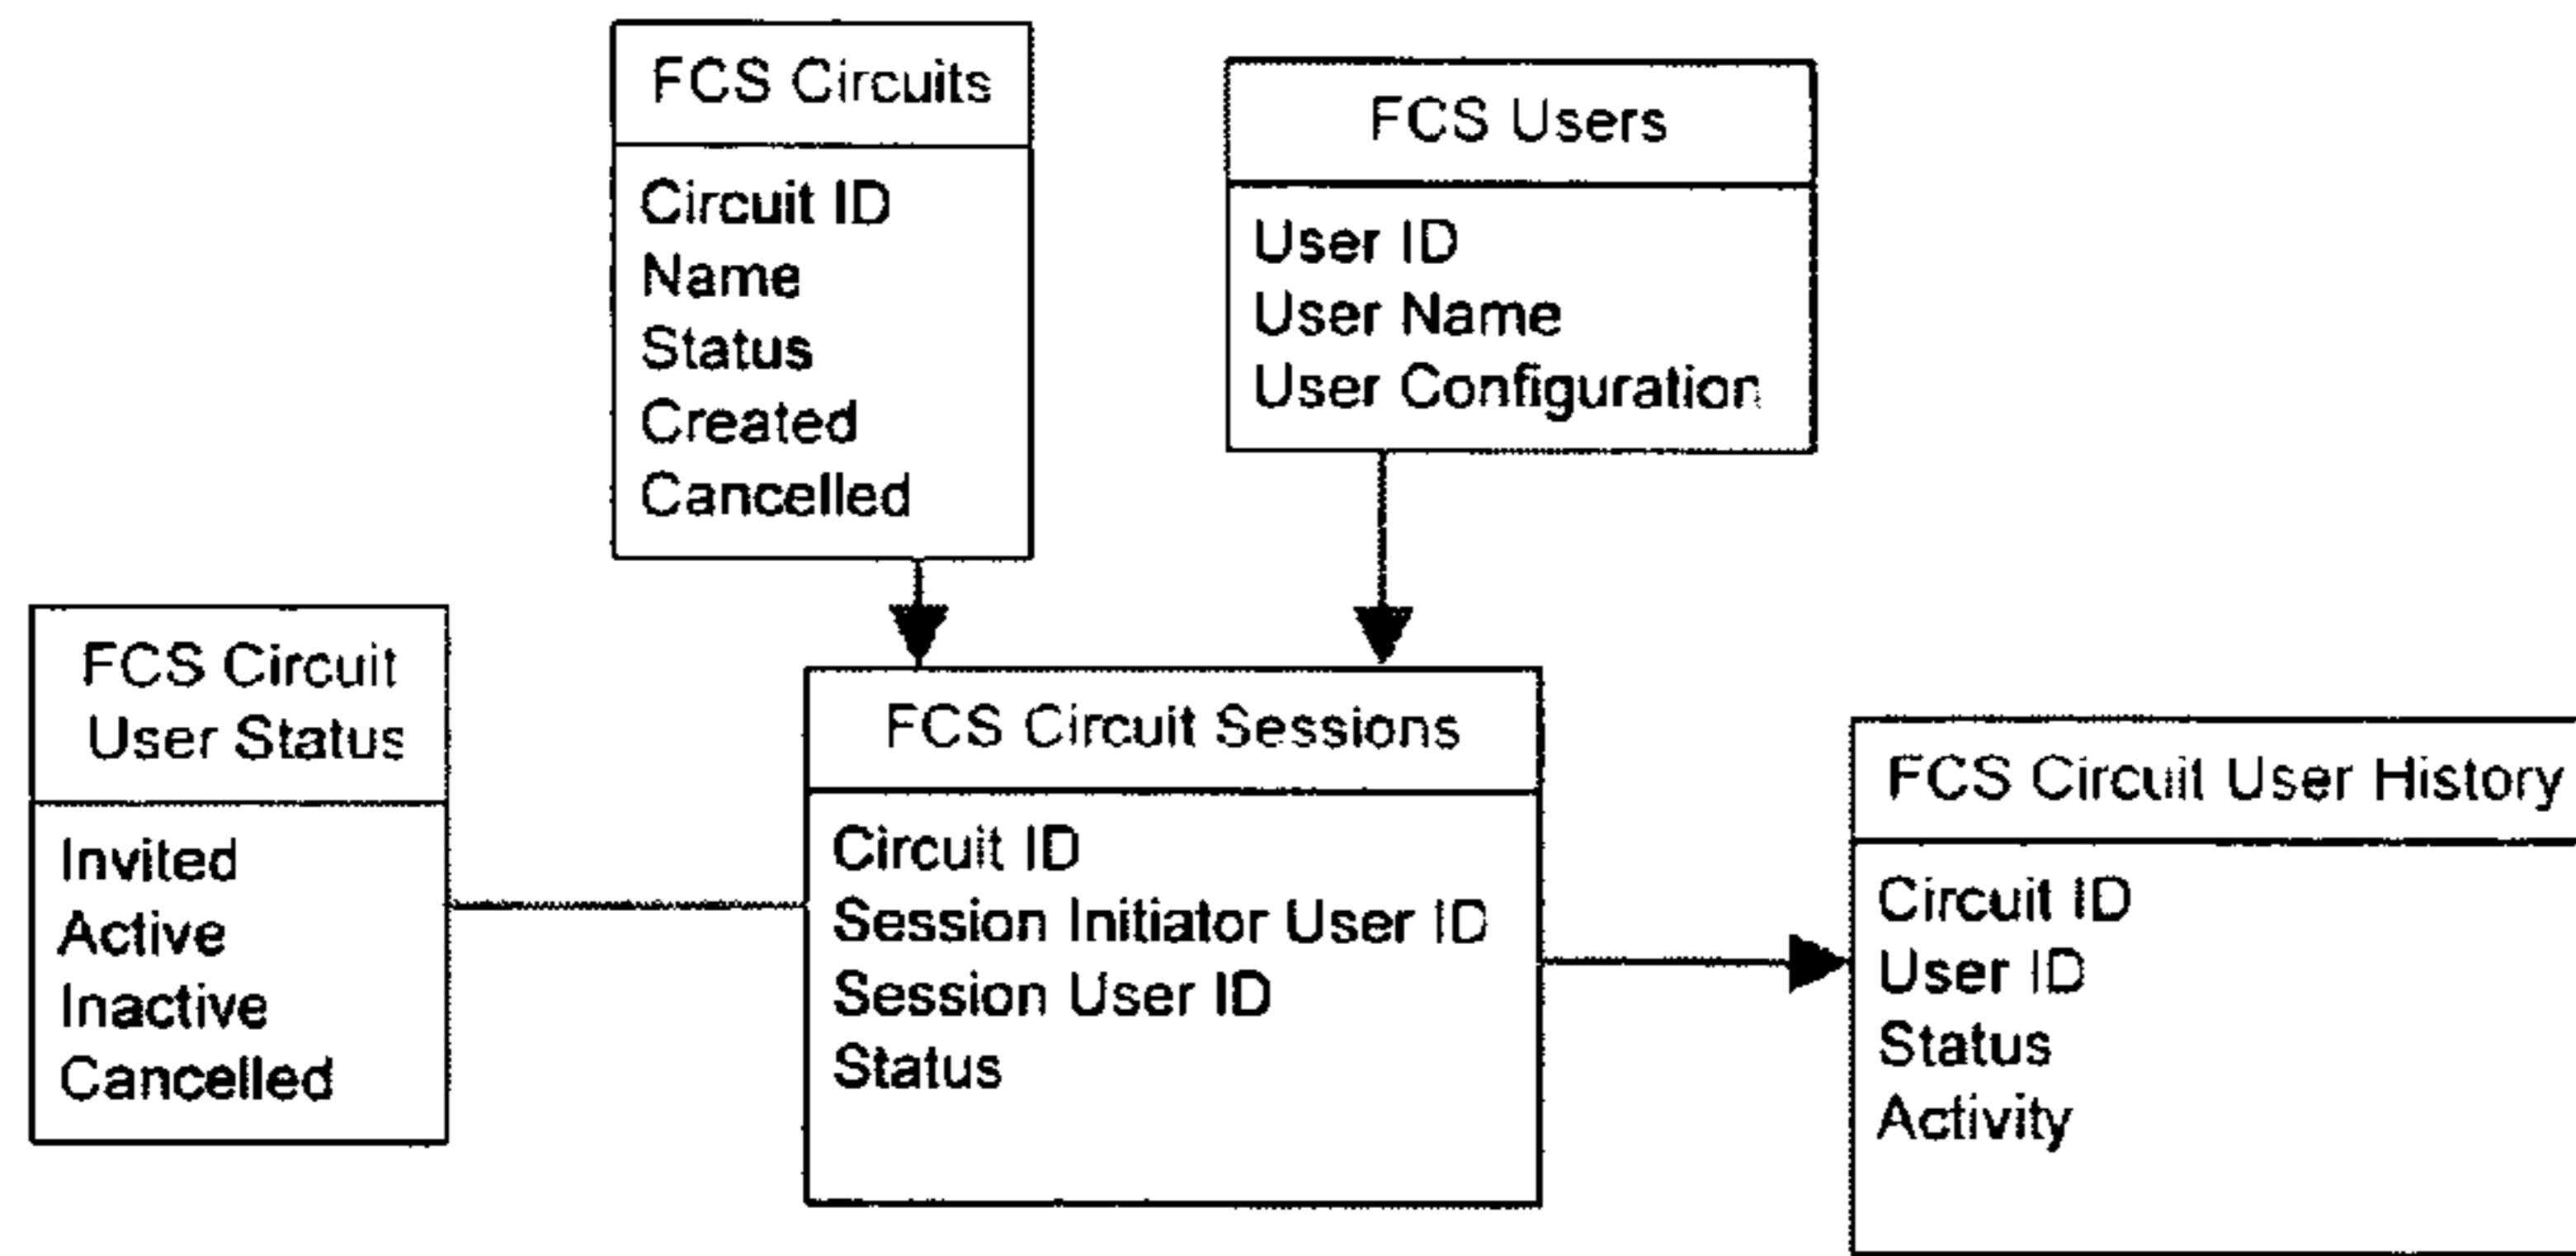 FCS Circuits
Circuit ID
Name
Status
Created
Cancelled
FCS Users
User ID
User Name
User Configuration
FCS Circuit
User Status
Invited
Active
Inactive
Cancelled
FCS Circuit Sessions
Circuit ID
Session Initiator User ID
Session User ID
Status
FCS Circuit User History
Circuit ID
User ID
Status
Activity